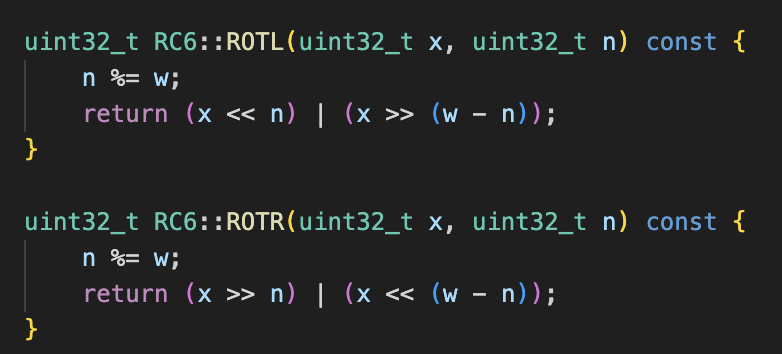 uint32_t RC6::ROTL(uint32_t x, uint32_t n) const {
    n %= w;
    return (x << n) | (x >> (w - n));
}

uint32_t RC6::ROTR(uint32_t x, uint32_t n) const {
    n %= w;
    return (x >> n) | (x << (w - n));
}